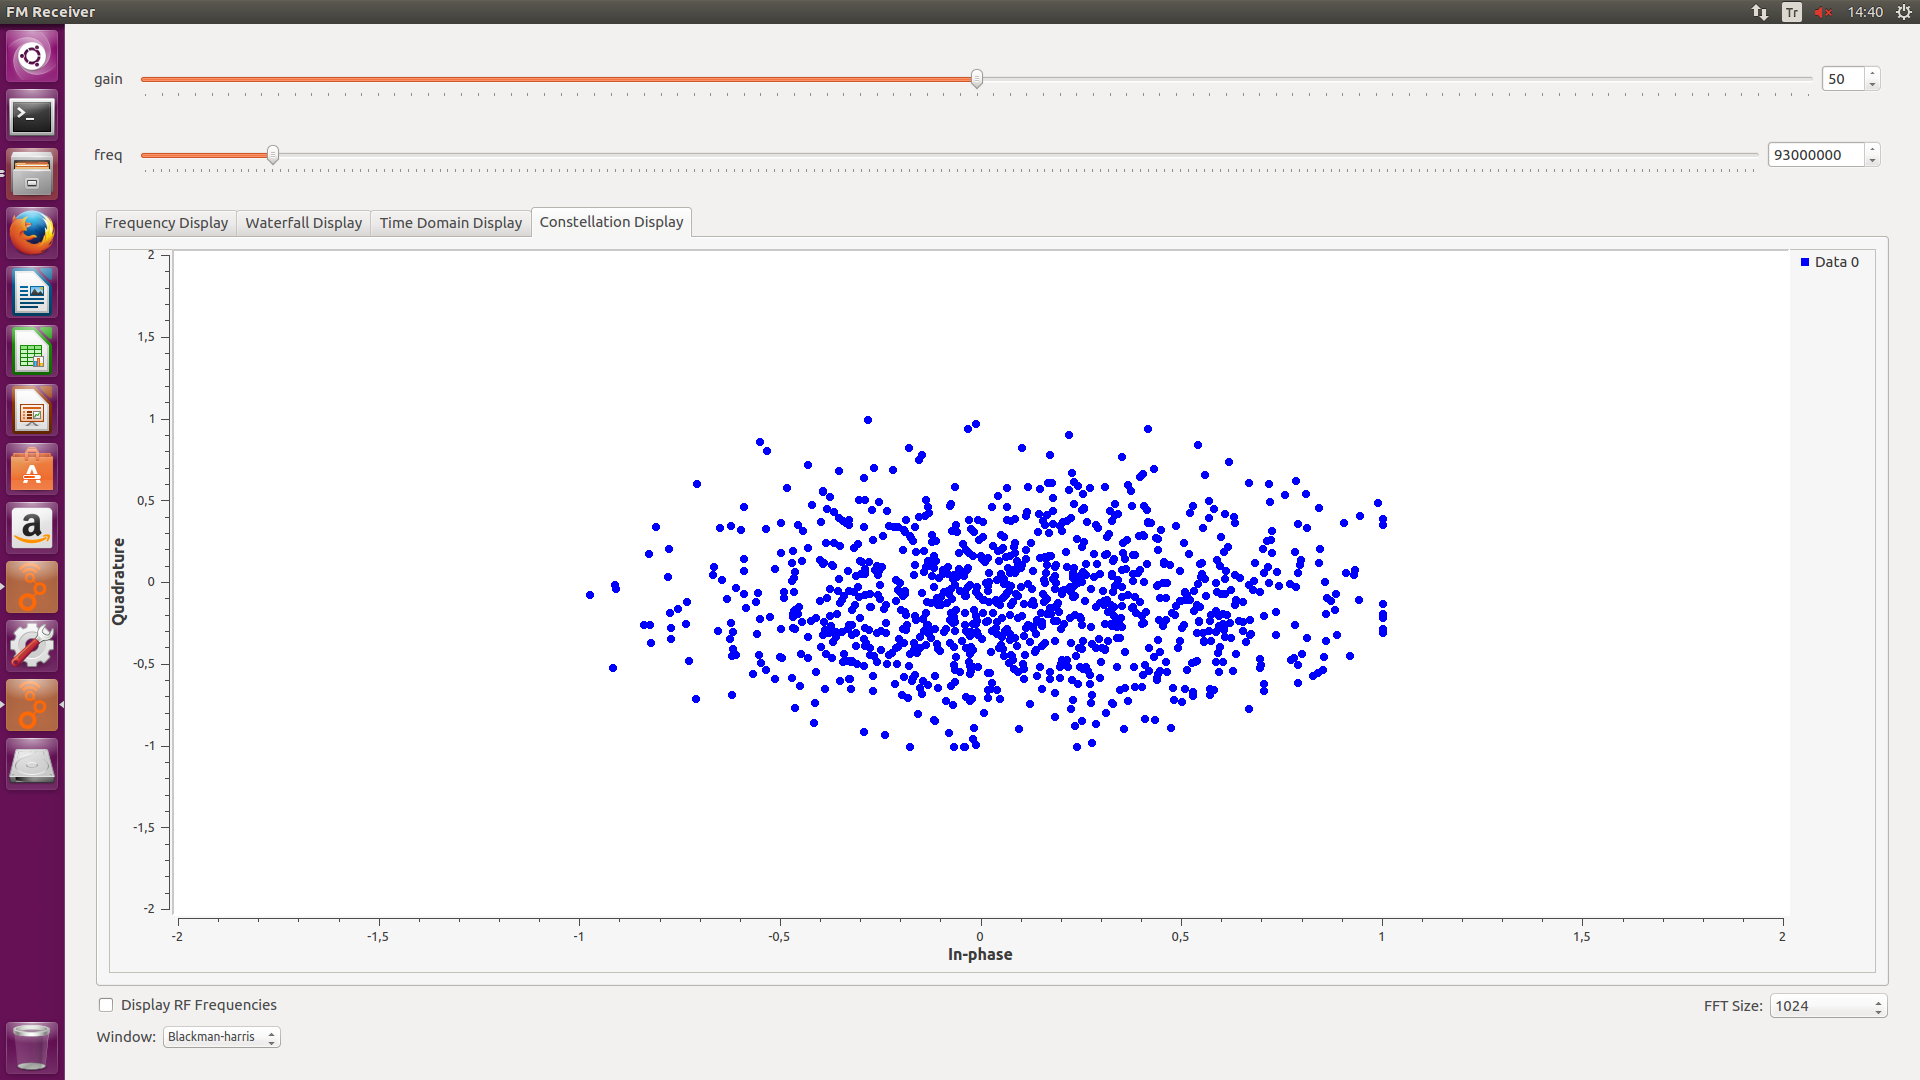 FM Receiver
Tr
14:40
gain
50
freq
93000000
Frequency Display
Waterfall Display
Time Domain Display
Constellation Display
Data 0
2
1,5
1
0,5
0
-0,5
-1
-1,5
-2
Quadrature
-2
-1,5
-1
-0,5
0
0,5
1
1,5
2
In-phase
Display RF Frequencies
FFT Size:
1024
Window:
Blackman-harris